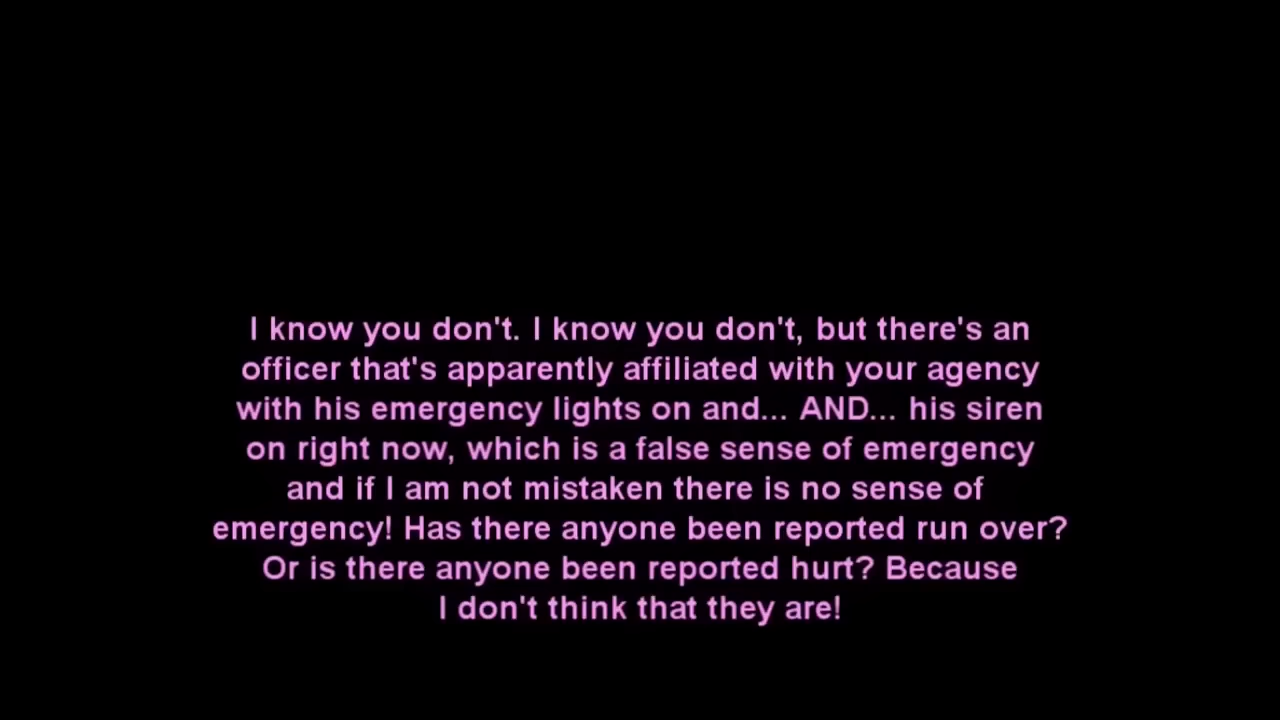 I know you don't. I know you don't, but there's an
officer that's apparently affiliated with your agency
with his emergency lights on and... AND... his siren
on right now, which is a false sense of emergency
and if I am not mistaken there is no sense of
emergency! Has there anyone been reported run over?
Or is there anyone been reported hurt? Because
I don't think that they are!